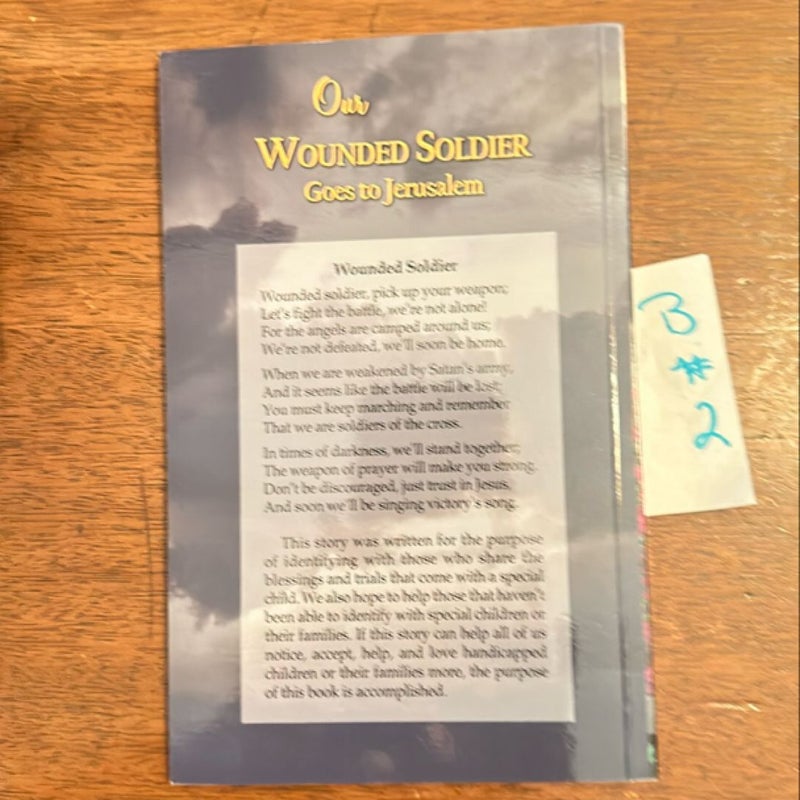 Our
WOUNDED SOLDIER
Goes to Jerusalem
Wounded Soldier
Wounded soldier, pick up your weapon;
Let's fight the battle, we're not alone!
For the angels are camped around us;
We're not defeated, we'll soon be home.
When we are weakened by Satan's army,
And it seems like the battle will be lost;
You must keep marching and remember
That we are soldiers of the cross.
In times of darkness, we'll stand together;
The weapon of prayer will make you strong.
Don't be discouraged, just trust in Jesus,
And soon we'll be singing victory's song.
This story was written for the purpose
of identifying with those who share the
blessings and trials that come with a special
child. We also hope to help those that haven't
been able to identify with special children or
their families. If this story can help all of us
notice, accept, help, and love handicapped
children or their families more, the purpose
of this book is accomplished.
B
#
2